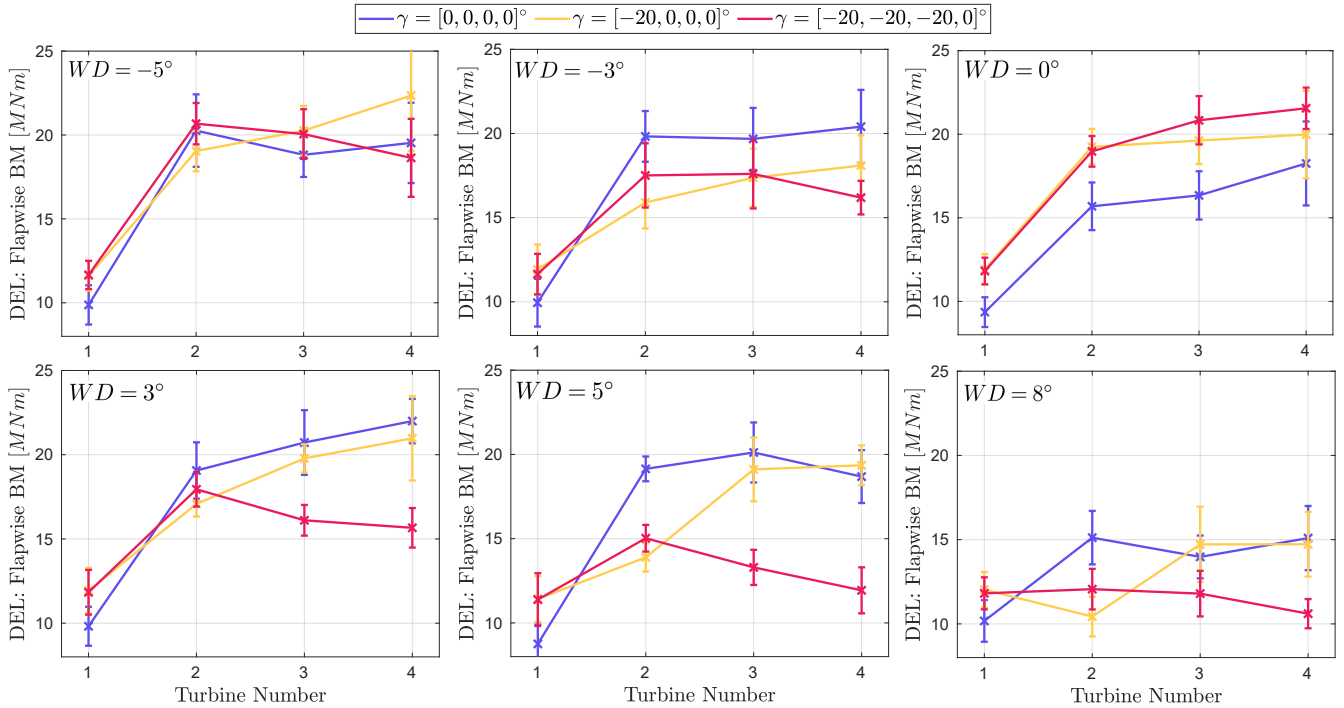 γ = [0, 0, 0, 0]° γ = [−20, 0, 0, 0]° γ = [−20, −20, −20, 0]°
WD = −5°
DEL: Flapwise BM [MNm]
25
20
15
10
1 2 3 4
WD = −3°
DEL: Flapwise BM [MNm]
25
20
15
10
1 2 3 4
WD = 0°
DEL: Flapwise BM [MNm]
25
20
15
10
1 2 3 4
WD = 3°
DEL: Flapwise BM [MNm]
25
20
15
10
1 2 3 4
Turbine Number
WD = 5°
DEL: Flapwise BM [MNm]
25
20
15
10
1 2 3 4
Turbine Number
WD = 8°
DEL: Flapwise BM [MNm]
25
20
15
10
1 2 3 4
Turbine Number